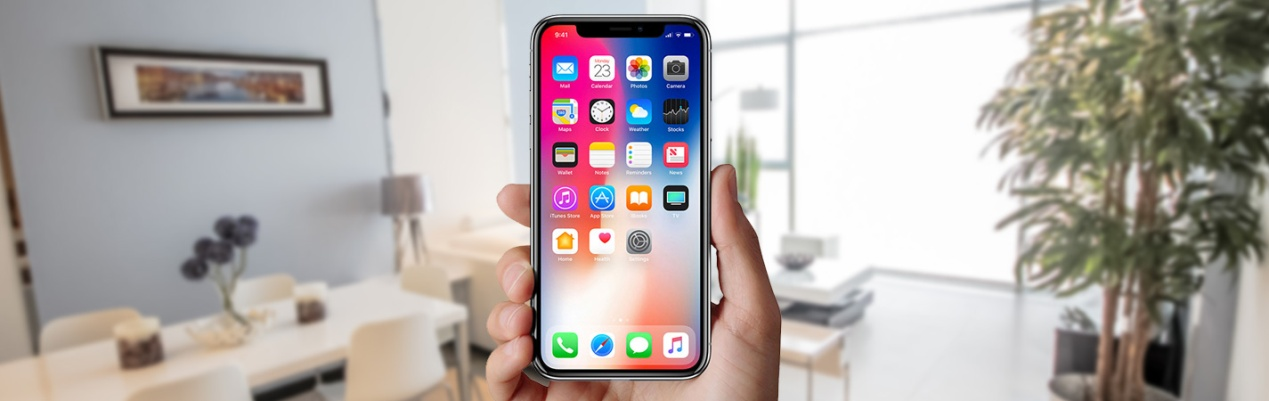 9:41
Monday
23
Mail
Calendar
Photos
Camera
Maps
Clock
Weather
Stocks
Wallet
Notes
Reminders
News
iTunes Store
App Store
Books
TV
Home
Health
Settings